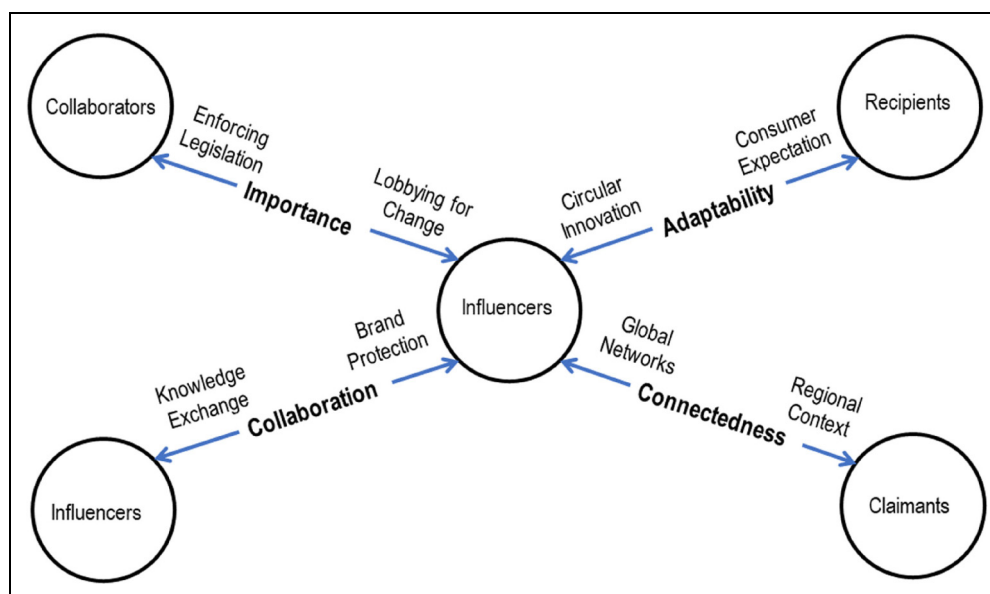 Collaborators
Enforcing
Legislation
Importance
Lobbying for
Change
Recipients
Consumer
Expectation
Adaptability
Circular
Innovation
Influencers
Brand
Protection
Collaboration
Knowledge
Exchange
Influencers
Global
Networks
Connectedness
Regional
Context
Claimants